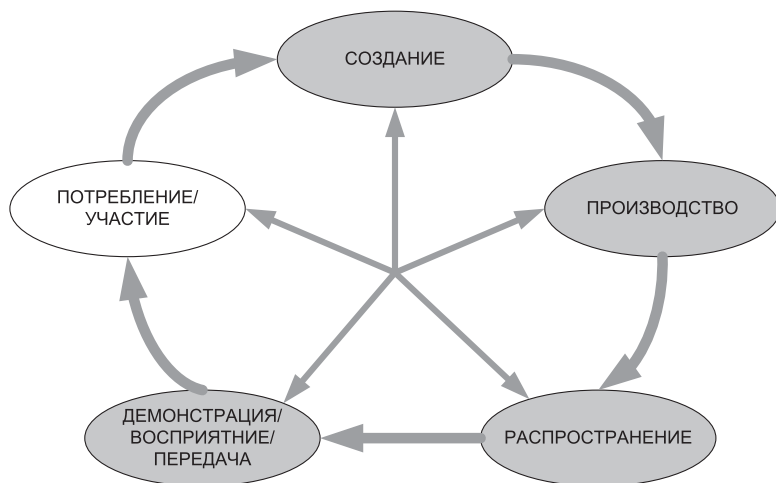 СОЗДАНИЕ
ПРОИЗВОДСТВО
РАСПРОСТРАНЕНИЕ
ДЕМОНСТРАЦИЯ/
ВОСПРИЯТНИЕ/
ПЕРЕДАЧА
ПОТРЕБЛЕНИЕ/
УЧАСТИЕ